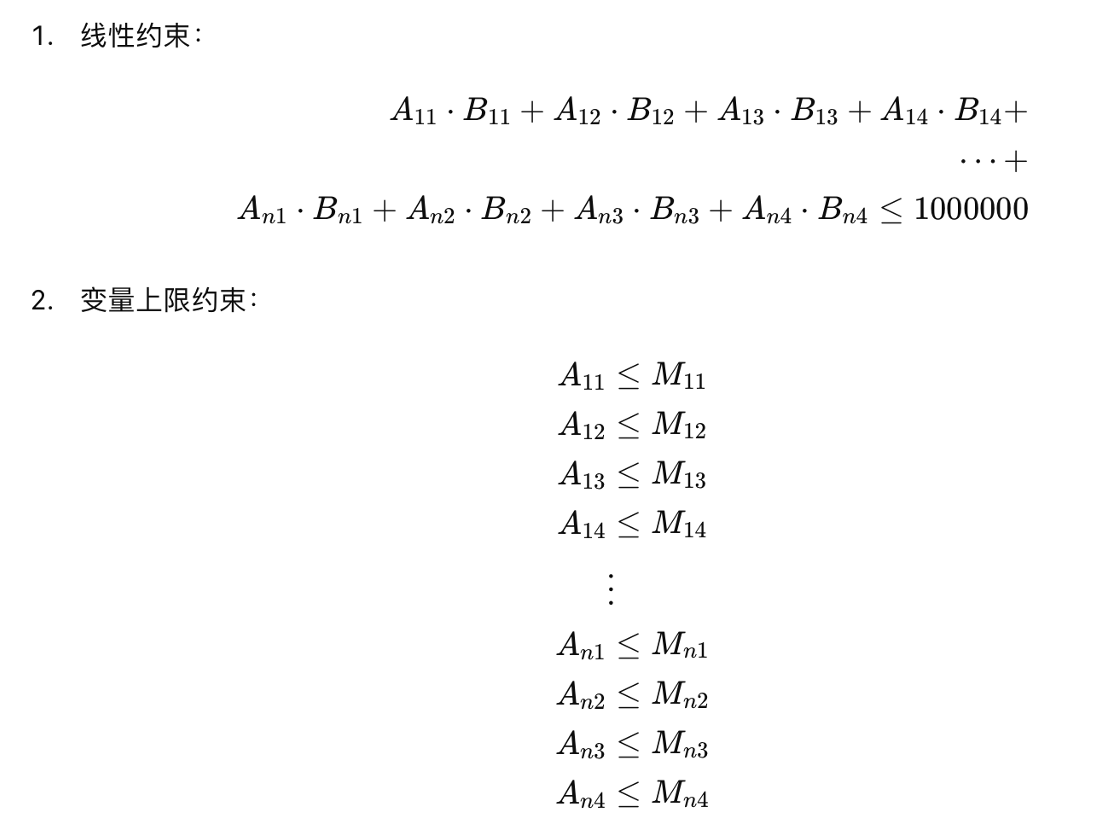 1. 线性约束：
A₁₁ · B₁₁ + A₁₂ · B₁₂ + A₁₃ · B₁₃ + A₁₄ · B₁₄+
⋯ +
Aₙ₁ · Bₙ₁ + Aₙ₂ · Bₙ₂ + Aₙ₃ · Bₙ₃ + Aₙ₄ · Bₙ₄ ≤ 1000000
2. 变量上限约束：
A₁₁ ≤ M₁₁
A₁₂ ≤ M₁₂
A₁₃ ≤ M₁₃
A₁₄ ≤ M₁₄
⋮
Aₙ₁ ≤ Mₙ₁
Aₙ₂ ≤ Mₙ₂
Aₙ₃ ≤ Mₙ₃
Aₙ₄ ≤ Mₙ₄